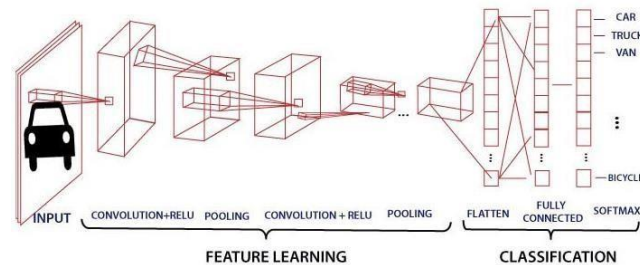 CAR
TRUCK
VAN
...
BICYCLE
INPUT
CONVOLUTION+RELU
POOLING
CONVOLUTION + RELU
POOLING
FLATTEN
FULLY
CONNECTED
SOFTMAX
FEATURE LEARNING
CLASSIFICATION